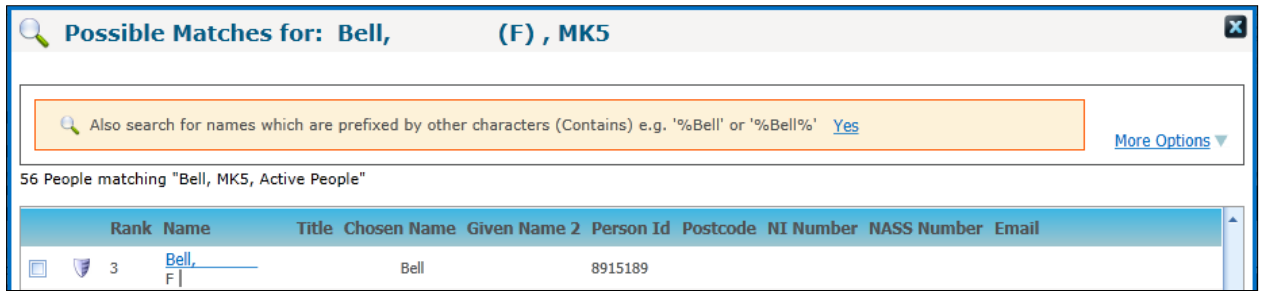 Possible Matches for: Bell, (F) , MK5
Also search for names which are prefixed by other characters (Contains) e.g. '%Bell' or '%Bell%' Yes
More Options
56 People matching "Bell, MK5, Active People"
Rank Name Title Chosen Name Given Name 2 Person Id Postcode NI Number NASS Number Email
3 Bell, Bell 8915189
F |